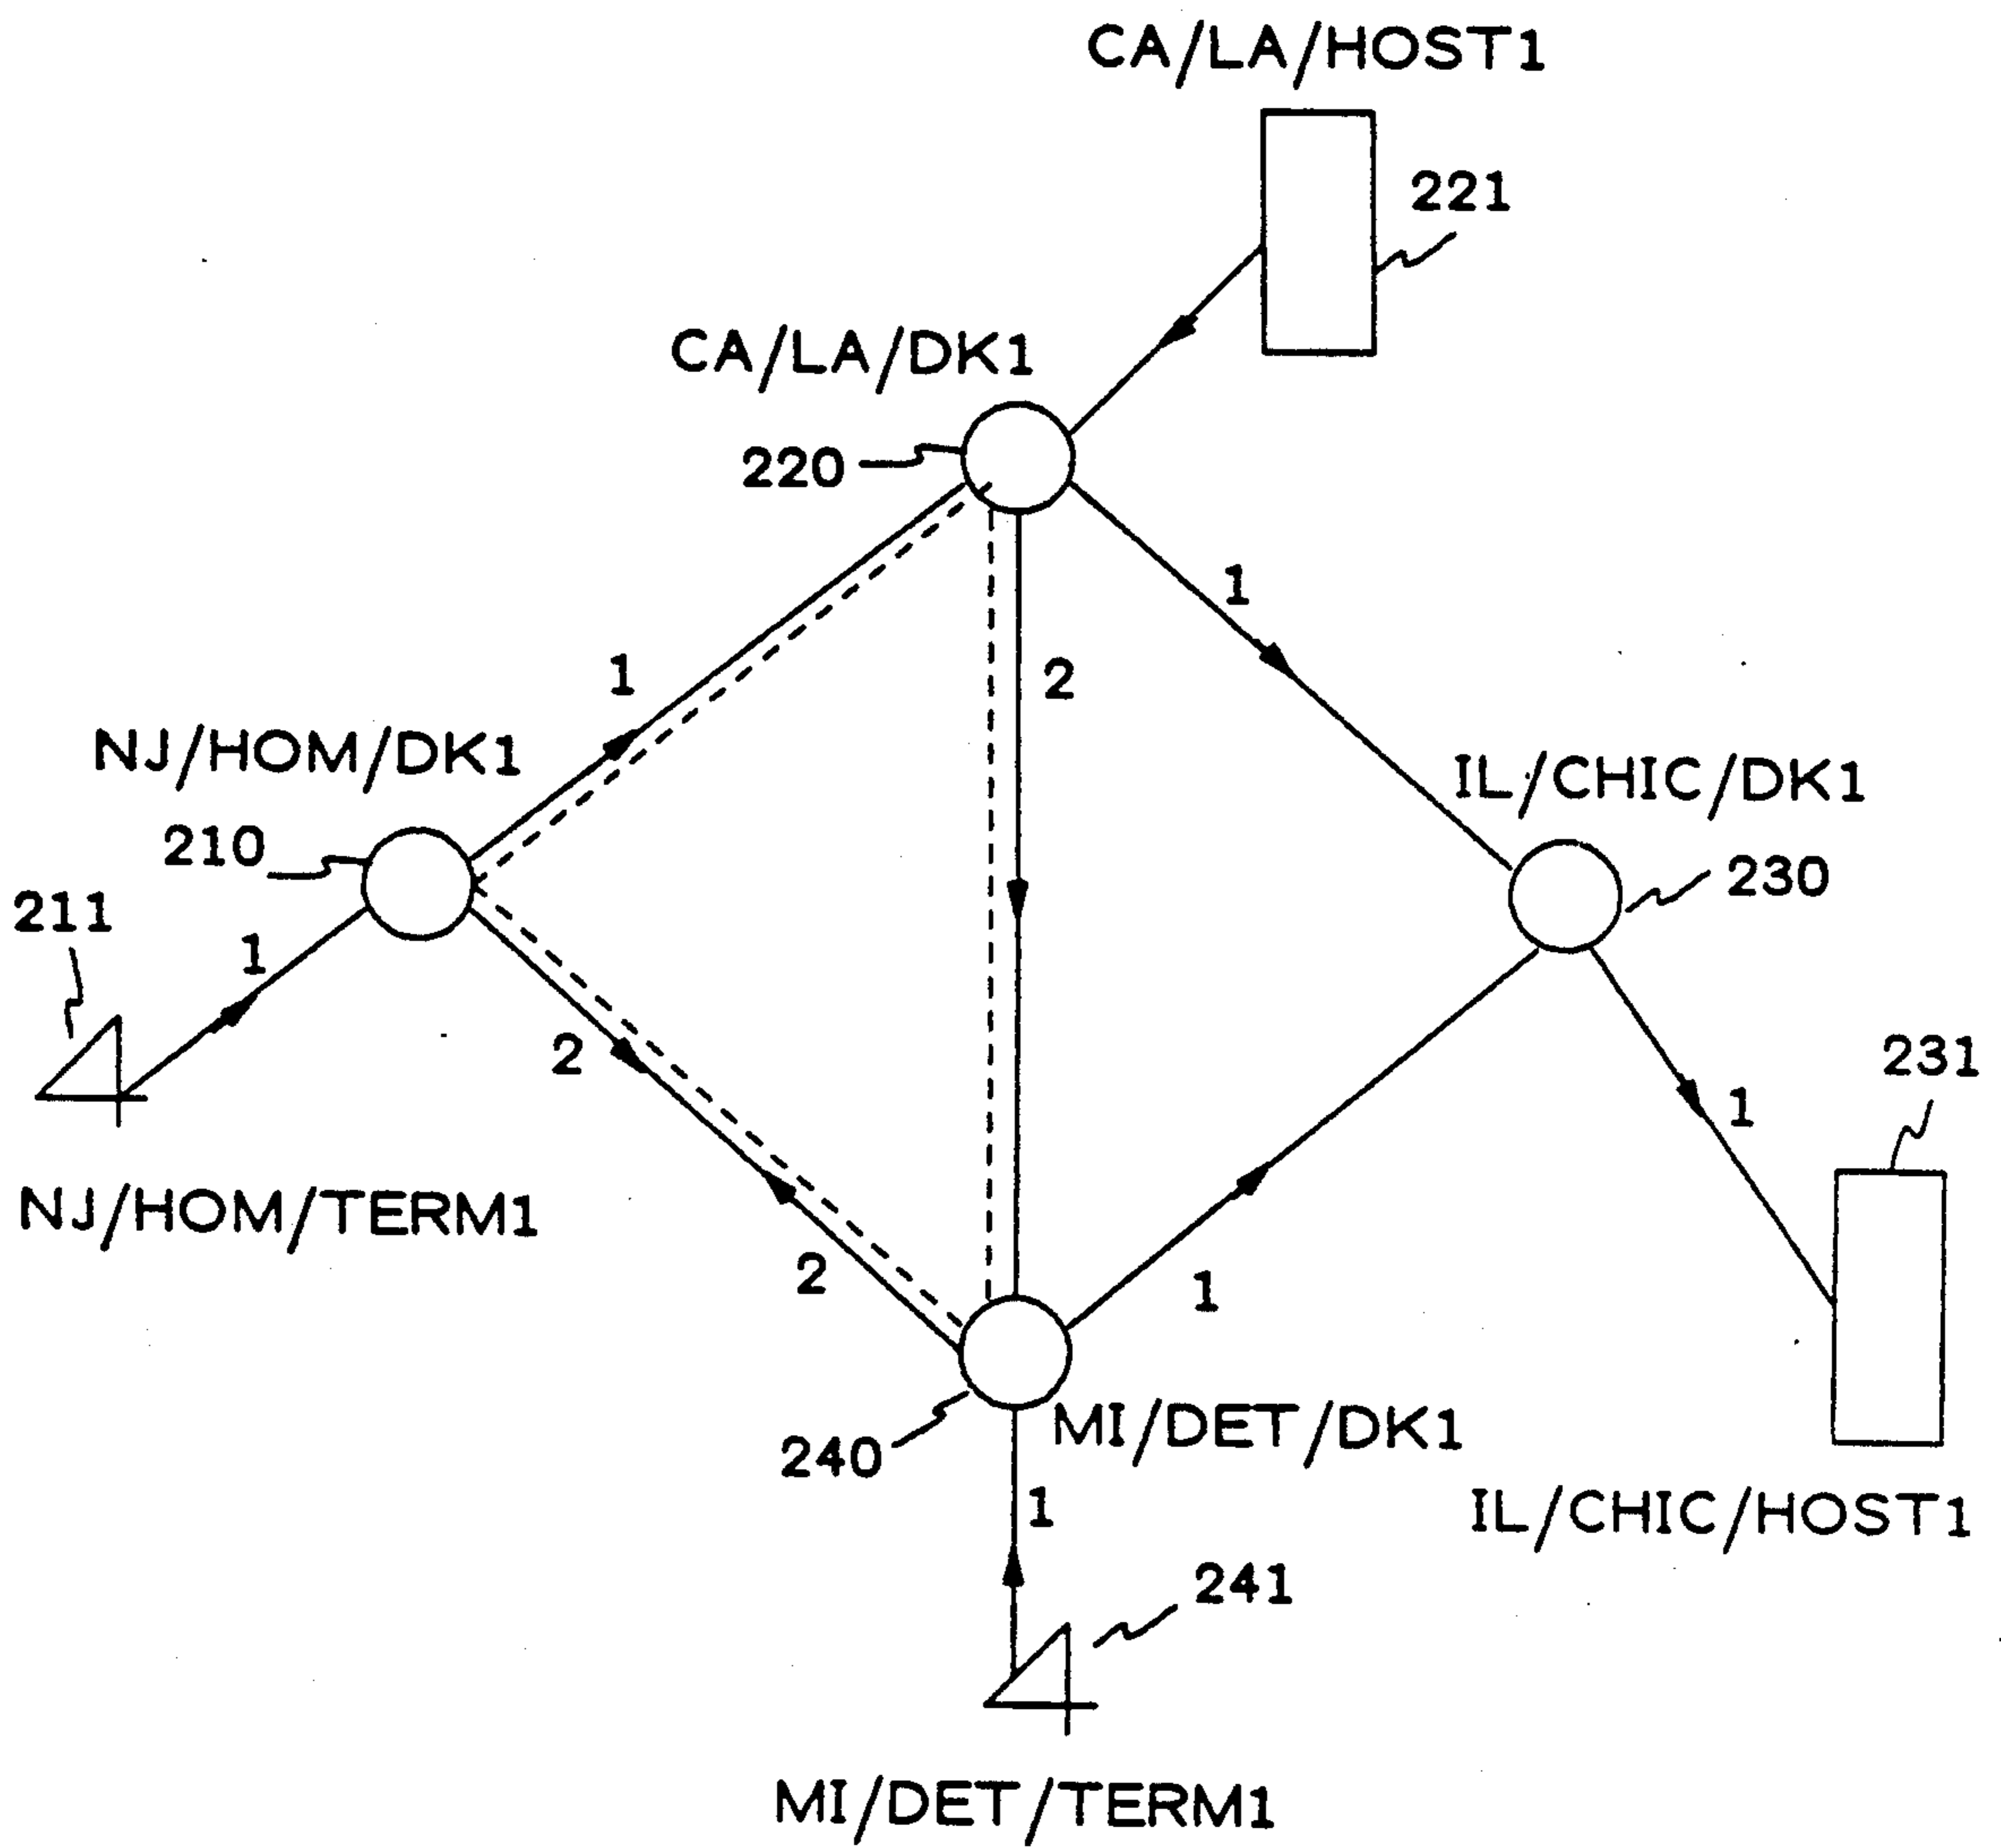 CA/LA/HOST1
221
CA/LA/DK1
220
1
2
1
NJ/HOM/DK1
IL/CHIC/DK1
210
230
211
1
2
231
1
NJ/HOM/TERM1
2
1
MI/DET/DK1
240
1
IL/CHIC/HOST1
241
MI/DET/TERM1